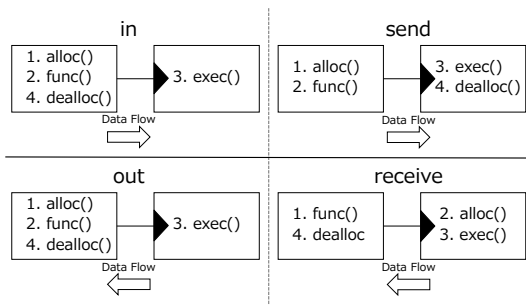 in
1. alloc()
2. func()
4. dealloc()
3. exec()
Data Flow
send
1. alloc()
2. func()
3. exec()
4. dealloc()
Data Flow
out
1. alloc()
2. func()
4. dealloc()
3. exec()
Data Flow
receive
1. func()
4. dealloc
2. alloc()
3. exec()
Data Flow